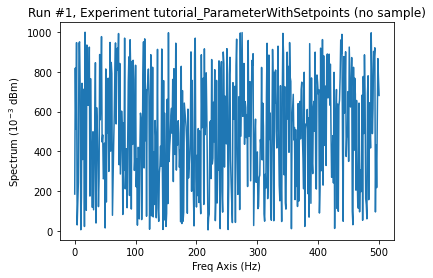 Run #1, Experiment tutorial_ParameterWithSetpoints (no sample)
1000
800
600
400
200
0
Spectrum (10⁻³ dBm)
0 100 200 300 400 500
Freq Axis (Hz)